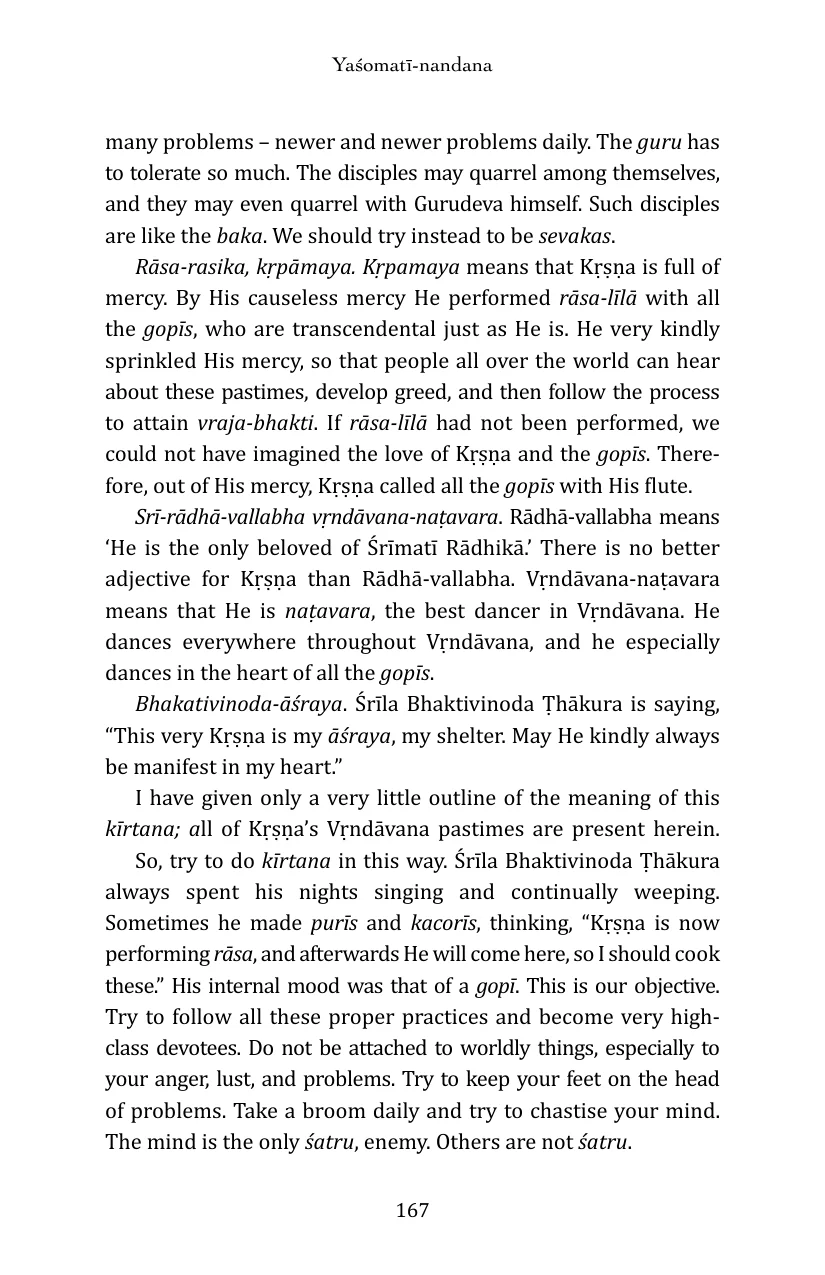 Yaśomatī-nandana
many problems – newer and newer problems daily. The guru has
to tolerate so much. The disciples may quarrel among themselves,
and they may even quarrel with Gurudeva himself. Such disciples
are like the baka. We should try instead to be sevakas.
Rāsa-rasika, kṛpāmaya. Kṛpamaya means that Kṛṣṇa is full of
mercy. By His causeless mercy He performed rāsa-līlā with all
the gopīs, who are transcendental just as He is. He very kindly
sprinkled His mercy, so that people all over the world can hear
about these pastimes, develop greed, and then follow the process
to attain vraja-bhakti. If rāsa-līlā had not been performed, we
could not have imagined the love of Kṛṣṇa and the gopīs. There-
fore, out of His mercy, Kṛṣṇa called all the gopīs with His flute.
Srī-rādhā-vallabha vṛndāvana-naṭavara. Rādhā-vallabha means
‘He is the only beloved of Śrīmatī Rādhikā.’ There is no better
adjective for Kṛṣṇa than Rādhā-vallabha. Vṛndāvana-naṭavara
means that He is naṭavara, the best dancer in Vṛndāvana. He
dances everywhere throughout Vṛndāvana, and he especially
dances in the heart of all the gopīs.
Bhakativinoda-āśraya. Śrīla Bhaktivinoda Ṭhākura is saying,
“This very Kṛṣṇa is my āśraya, my shelter. May He kindly always
be manifest in my heart.”
I have given only a very little outline of the meaning of this
kīrtana; all of Kṛṣṇa’s Vṛndāvana pastimes are present herein.
So, try to do kīrtana in this way. Śrīla Bhaktivinoda Ṭhākura
always spent his nights singing and continually weeping.
Sometimes he made purīs and kacorīs, thinking, “Kṛṣṇa is now
performing rāsa, and afterwards He will come here, so I should cook
these.” His internal mood was that of a gopī. This is our objective.
Try to follow all these proper practices and become very high-
class devotees. Do not be attached to worldly things, especially to
your anger, lust, and problems. Try to keep your feet on the head
of problems. Take a broom daily and try to chastise your mind.
The mind is the only śatru, enemy. Others are not śatru.
167